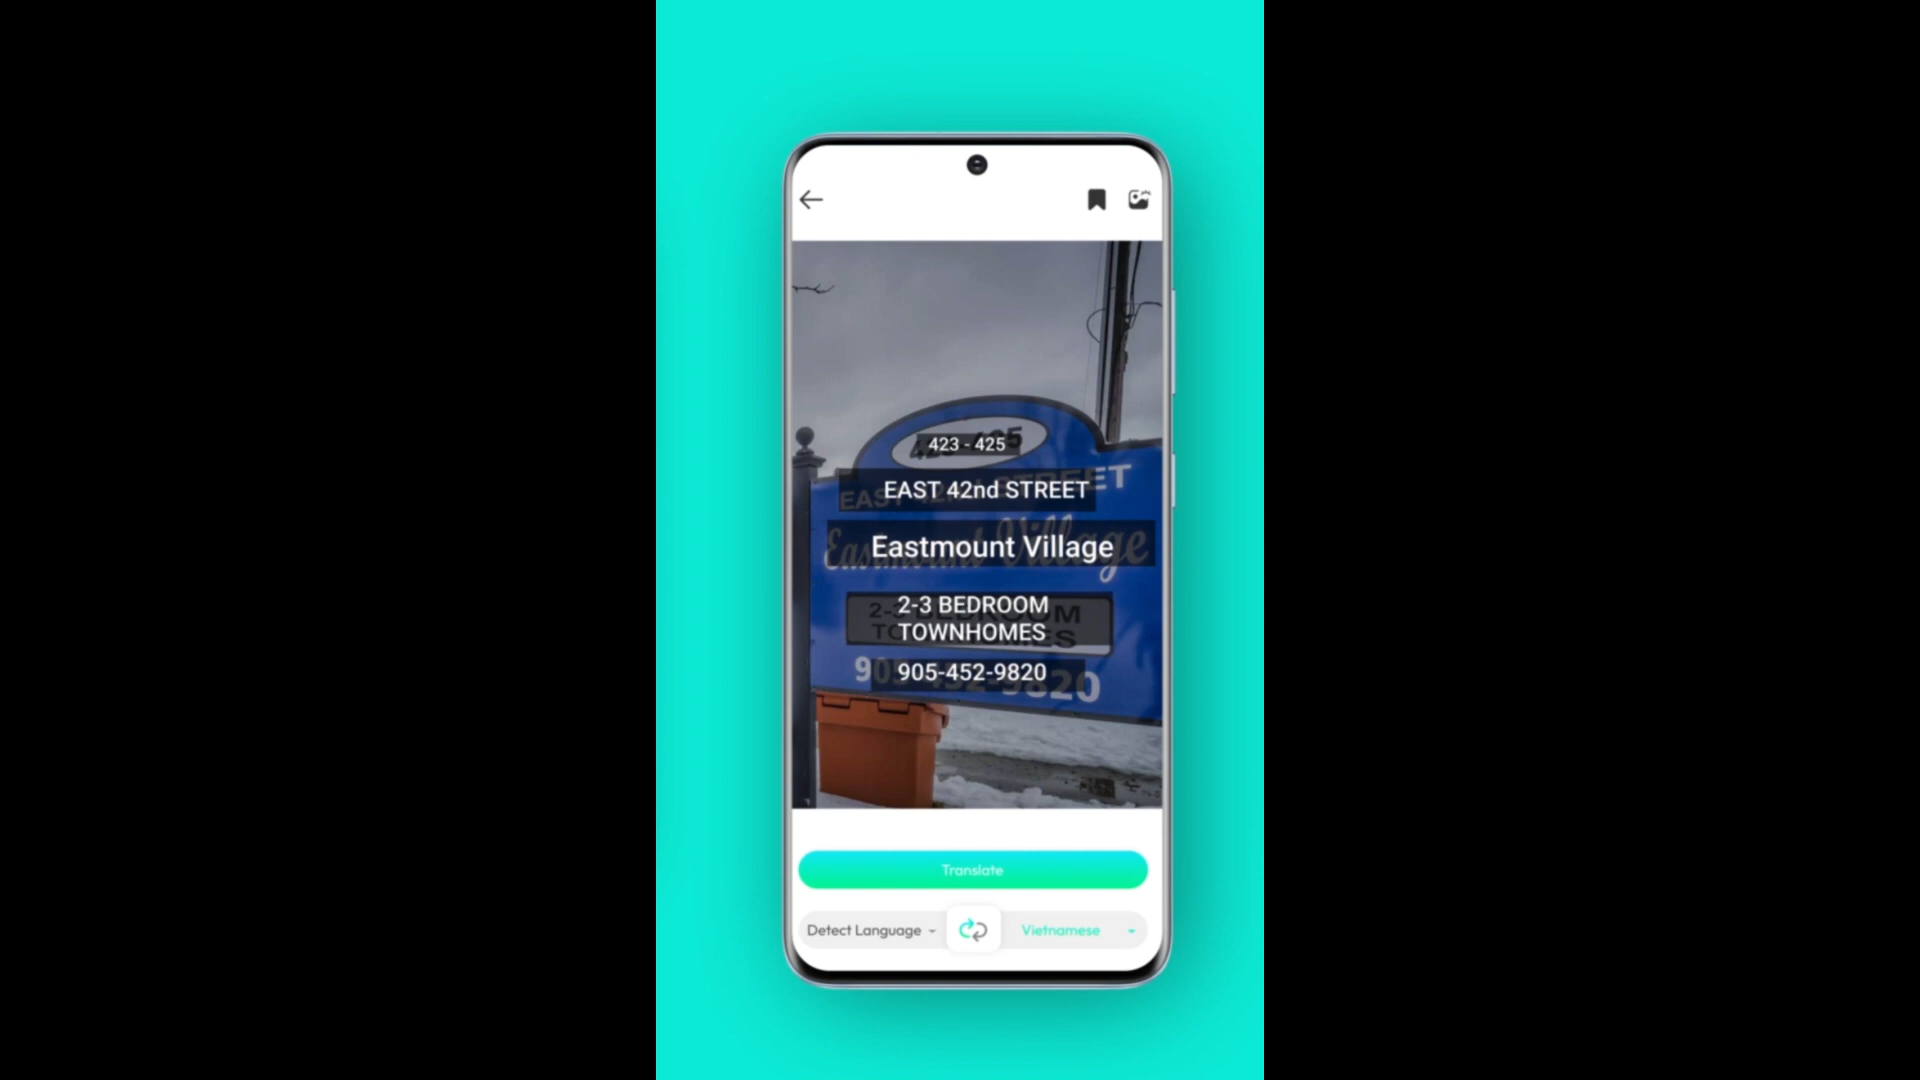 423 - 425
EAST 42nd STREET
Eastmount Village
2-3 BEDROOM
TOWNHOMES
905-452-9820
Translate
Detect Language
Vietnamese